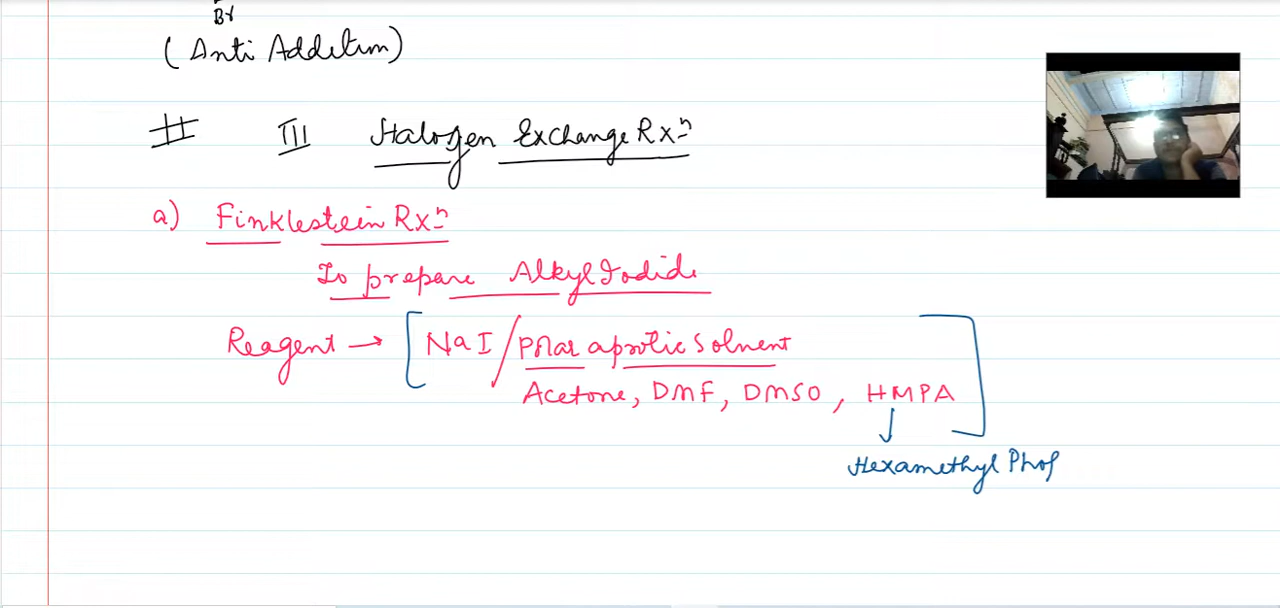 Br
(Anti Addition)
# III Halogen Exchange Rxn
a) Finklestein Rxn
To prepare Alkyl Iodide
Reagent → [NaI/Polar aprotic Solvent
Acetone, DMF, DMSO, HMPA]
↓
Hexamethyl Phos